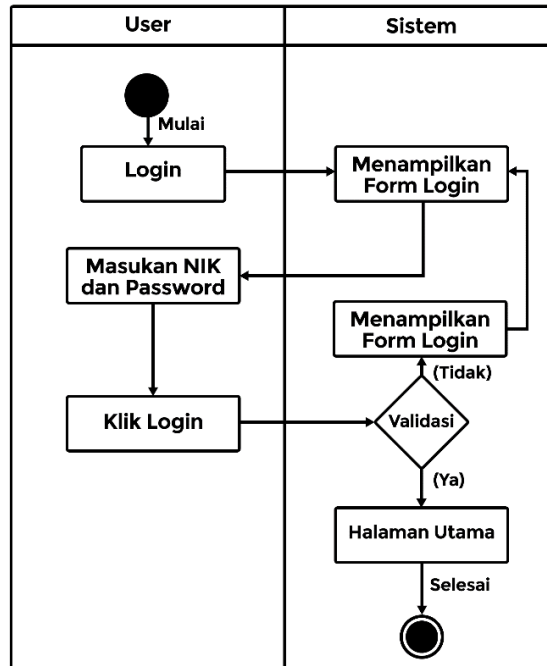 User
Sistem
Mulai
Login
Menampilkan
Form Login
Masukan NIK
dan Password
Menampilkan
Form Login
(Tidak)
Klik Login
Validasi
(Ya)
Halaman Utama
Selesai